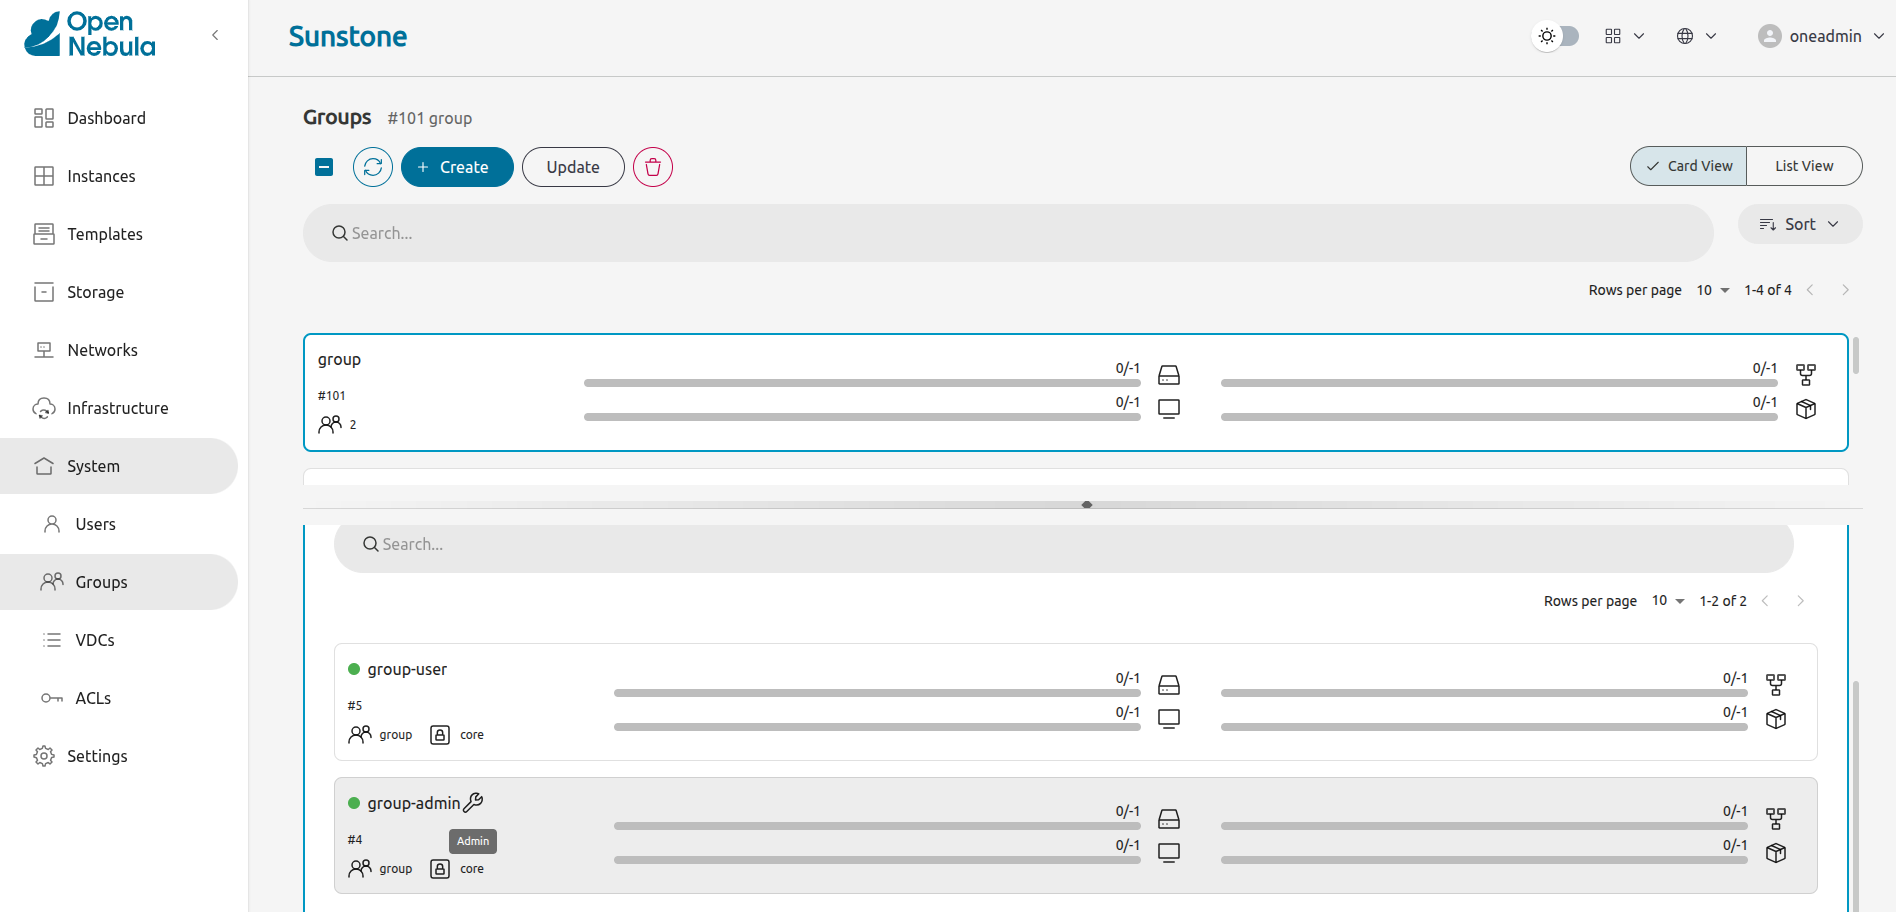 Open
Nebula
Sunstone
oneadmin
Dashboard
Instances
Templates
Storage
Networks
Infrastructure
System
Users
Groups
VDCs
ACLs
Settings
Groups #101 group
+ Create Update Card View List View
Search... Sort
Rows per page 10 1-4 of 4
group
#101
2
0/-1 0/-1
0/-1 0/-1
Search...
Rows per page 10 1-2 of 2
group-user
#5
group core
0/-1 0/-1
0/-1 0/-1
group-admin
#4
Admin
group core
0/-1 0/-1
0/-1 0/-1